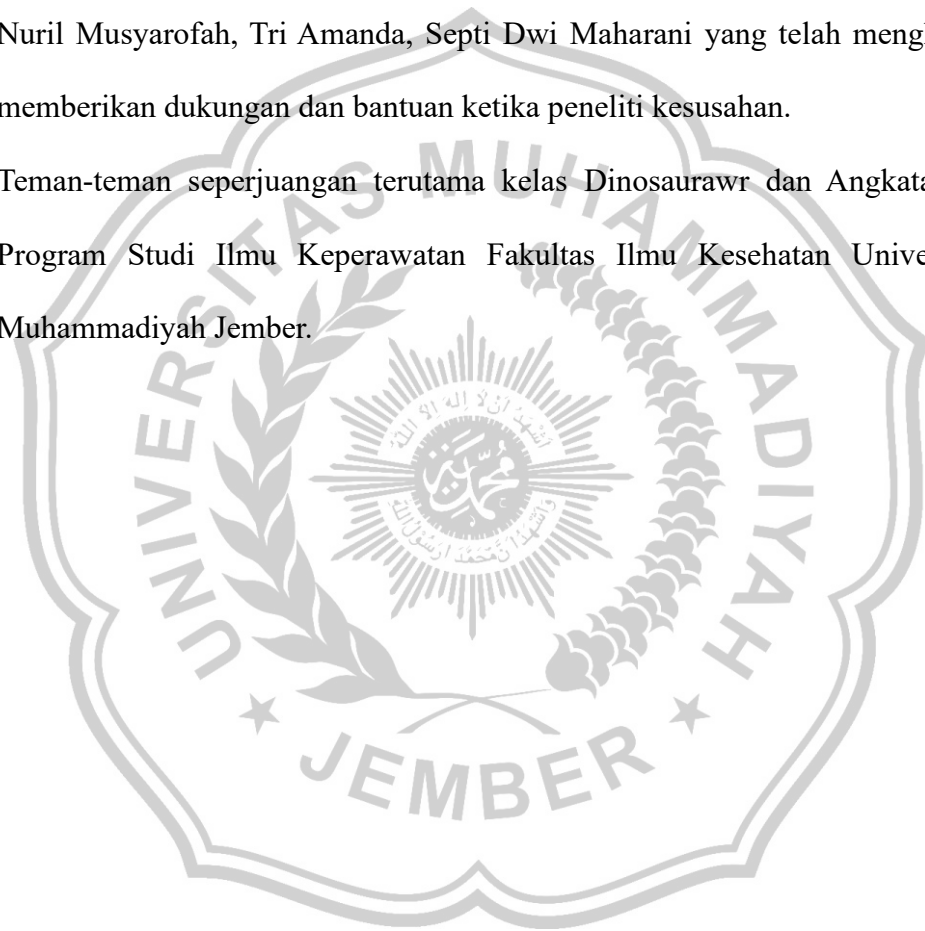 Nuril Musyarofah, Tri Amanda, Septi Dwi Maharani yang telah meng
memberikan dukungan dan bantuan ketika peneliti kesusahan.
Teman-teman seperjuangan terutama kelas Dinosaurawr dan Angkata
Program Studi Ilmu Keperawatan Fakultas Ilmu Kesehatan Unive
Muhammadiyah Jember.
UNIVERSITAS MUHAMMADIYAH
JEMBER